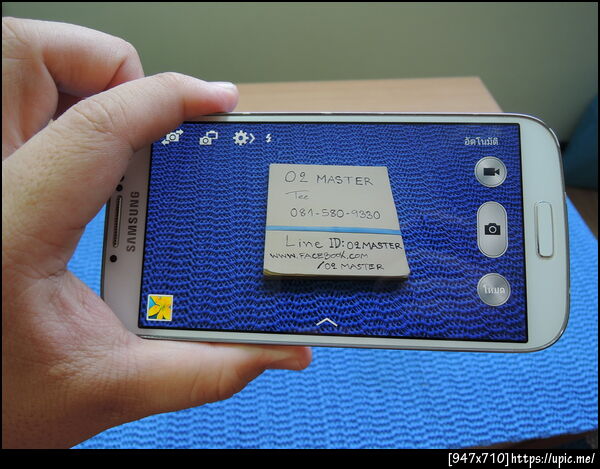 SAMSUNG
อัตโนมัติ
O2 MASTER
Tee
081-580-9330
Line ID: O2 MASTER
WWW.FACEBOOK.COM
/O2 MASTER
โหมด
[947x710]https://upic.me/